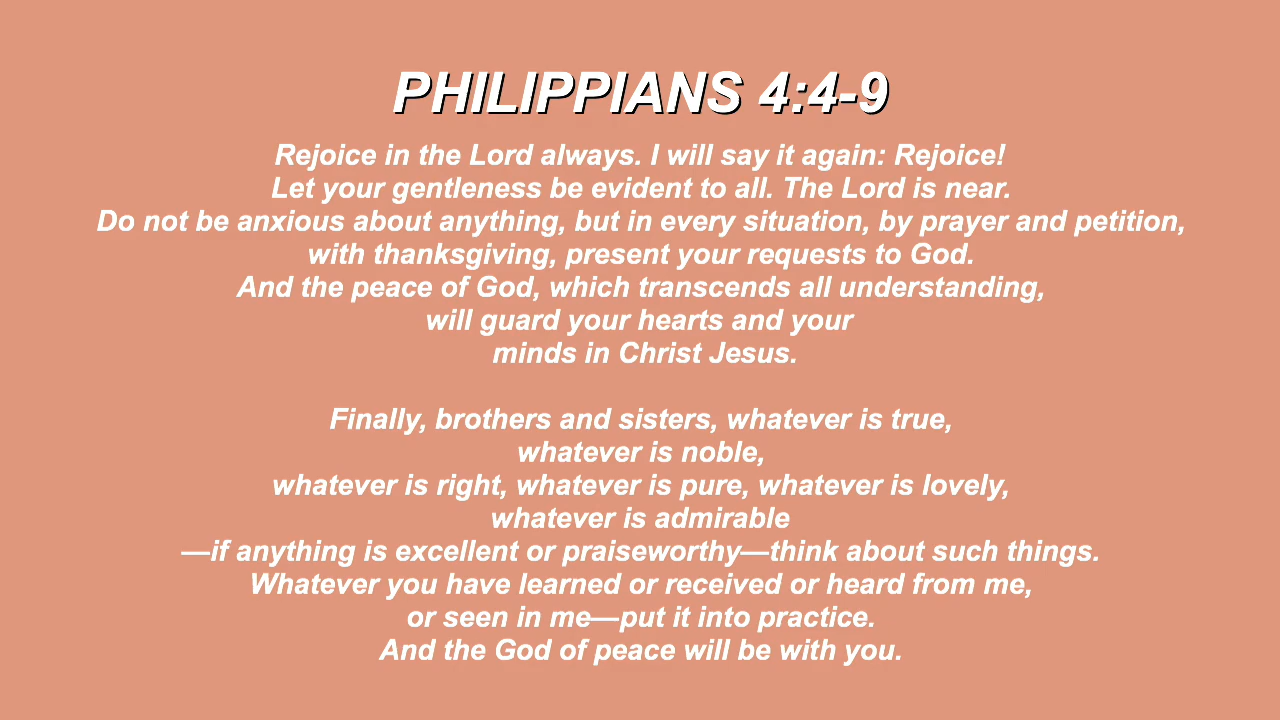 PHILIPPIANS 4:4-9
Rejoice in the Lord always. I will say it again: Rejoice!
Let your gentleness be evident to all. The Lord is near.
Do not be anxious about anything, but in every situation, by prayer and petition,
with thanksgiving, present your requests to God.
And the peace of God, which transcends all understanding,
will guard your hearts and your
minds in Christ Jesus.
Finally, brothers and sisters, whatever is true,
whatever is noble,
whatever is right, whatever is pure, whatever is lovely,
whatever is admirable
—if anything is excellent or praiseworthy—think about such things.
Whatever you have learned or received or heard from me,
or seen in me—put it into practice.
And the God of peace will be with you.